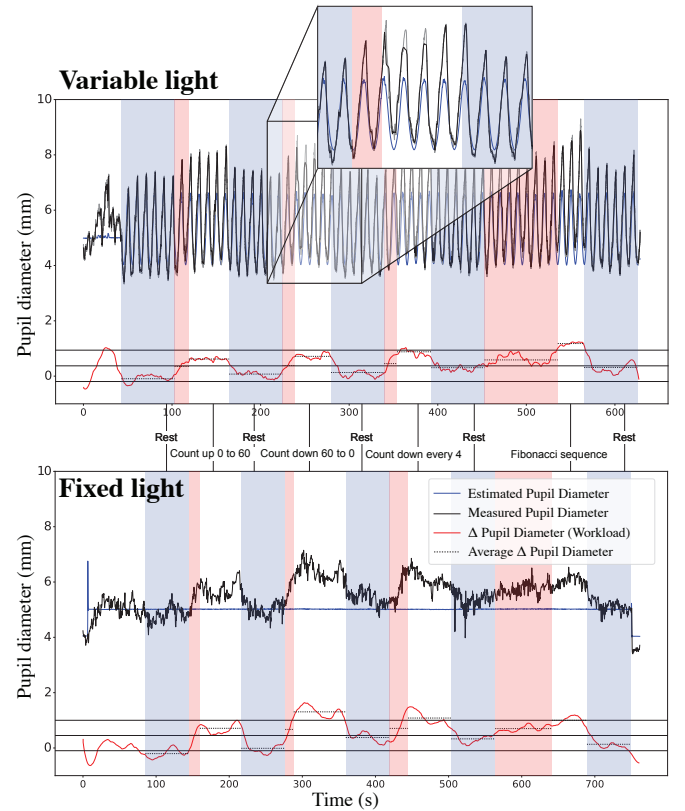 Variable light
10
8
6
4
2
0
Pupil diameter (mm)
0 100 200 300 400 500 600
Rest Rest Rest Rest Rest
Count up 0 to 60 Count down 60 to 0 Count down every 4 Fibonacci sequence
Fixed light
10
8
6
4
2
0
Pupil diameter (mm)
Estimated Pupil Diameter
Measured Pupil Diameter
Δ Pupil Diameter (Workload)
Average Δ Pupil Diameter
0 100 200 300 400 500 600 700
Time (s)